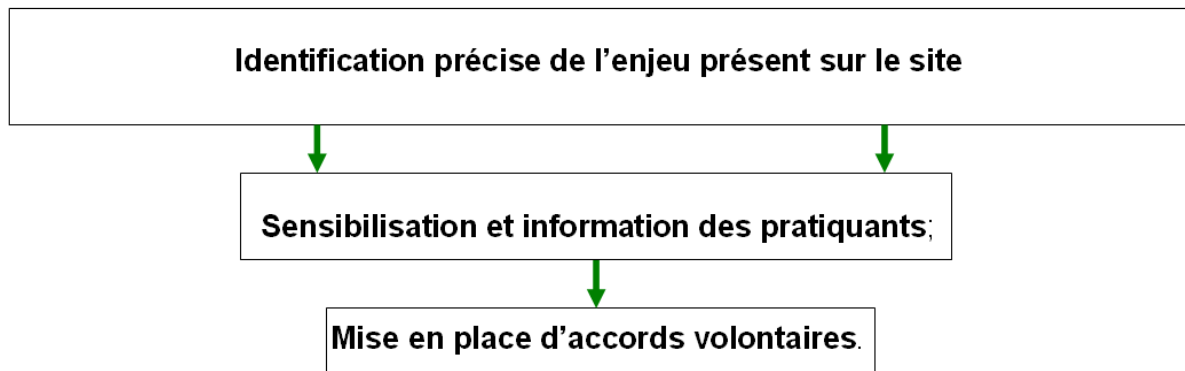 Identification précise de l’enjeu présent sur le site
Sensibilisation et information des pratiquants;
Mise en place d’accords volontaires.